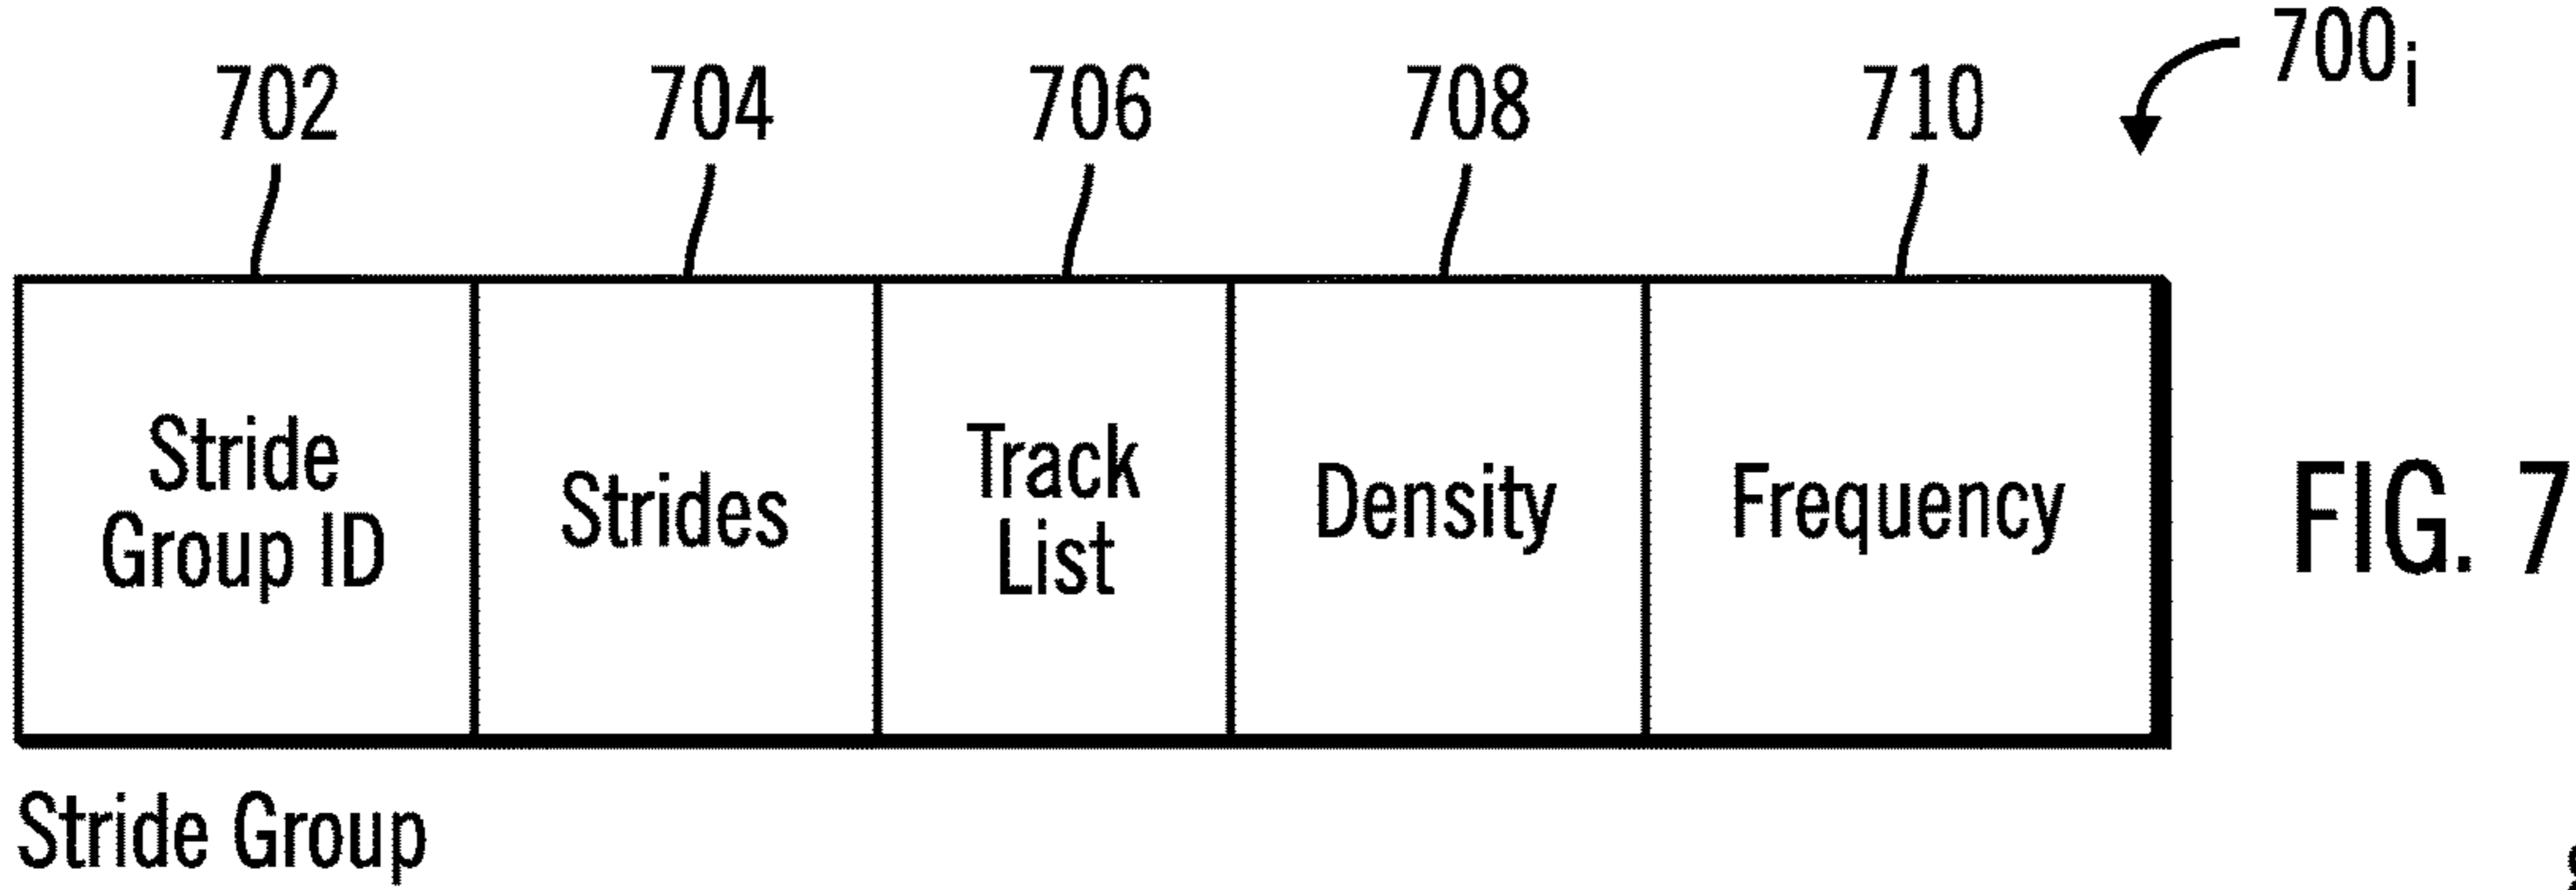 702 704 706 708 710 700i
Stride
Group ID
Strides
Track
List
Density
Frequency
FIG. 7
Stride Group